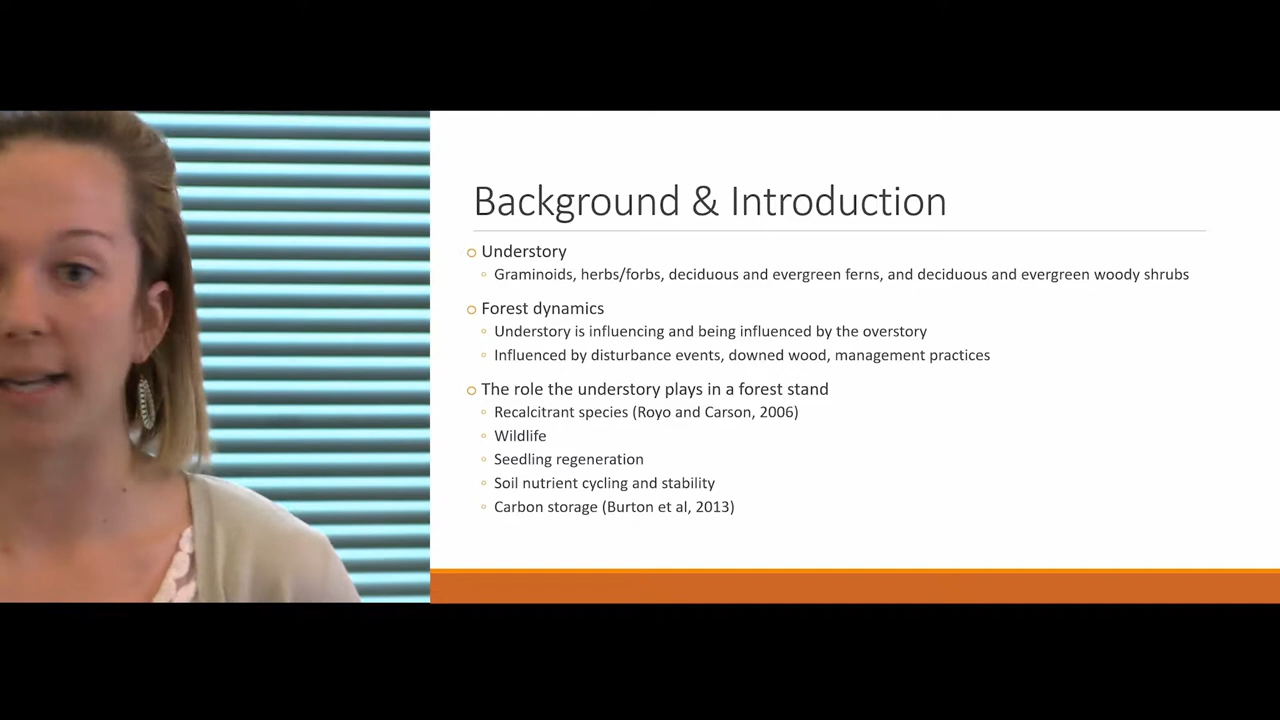 Background & Introduction
Understory
Graminoids, herbs/forbs, deciduous and evergreen ferns, and deciduous and evergreen woody shrubs
Forest dynamics
Understory is influencing and being influenced by the overstory
Influenced by disturbance events, downed wood, management practices
The role the understory plays in a forest stand
Recalcitrant species (Royo and Carson, 2006)
Wildlife
Seedling regeneration
Soil nutrient cycling and stability
Carbon storage (Burton et al, 2013)